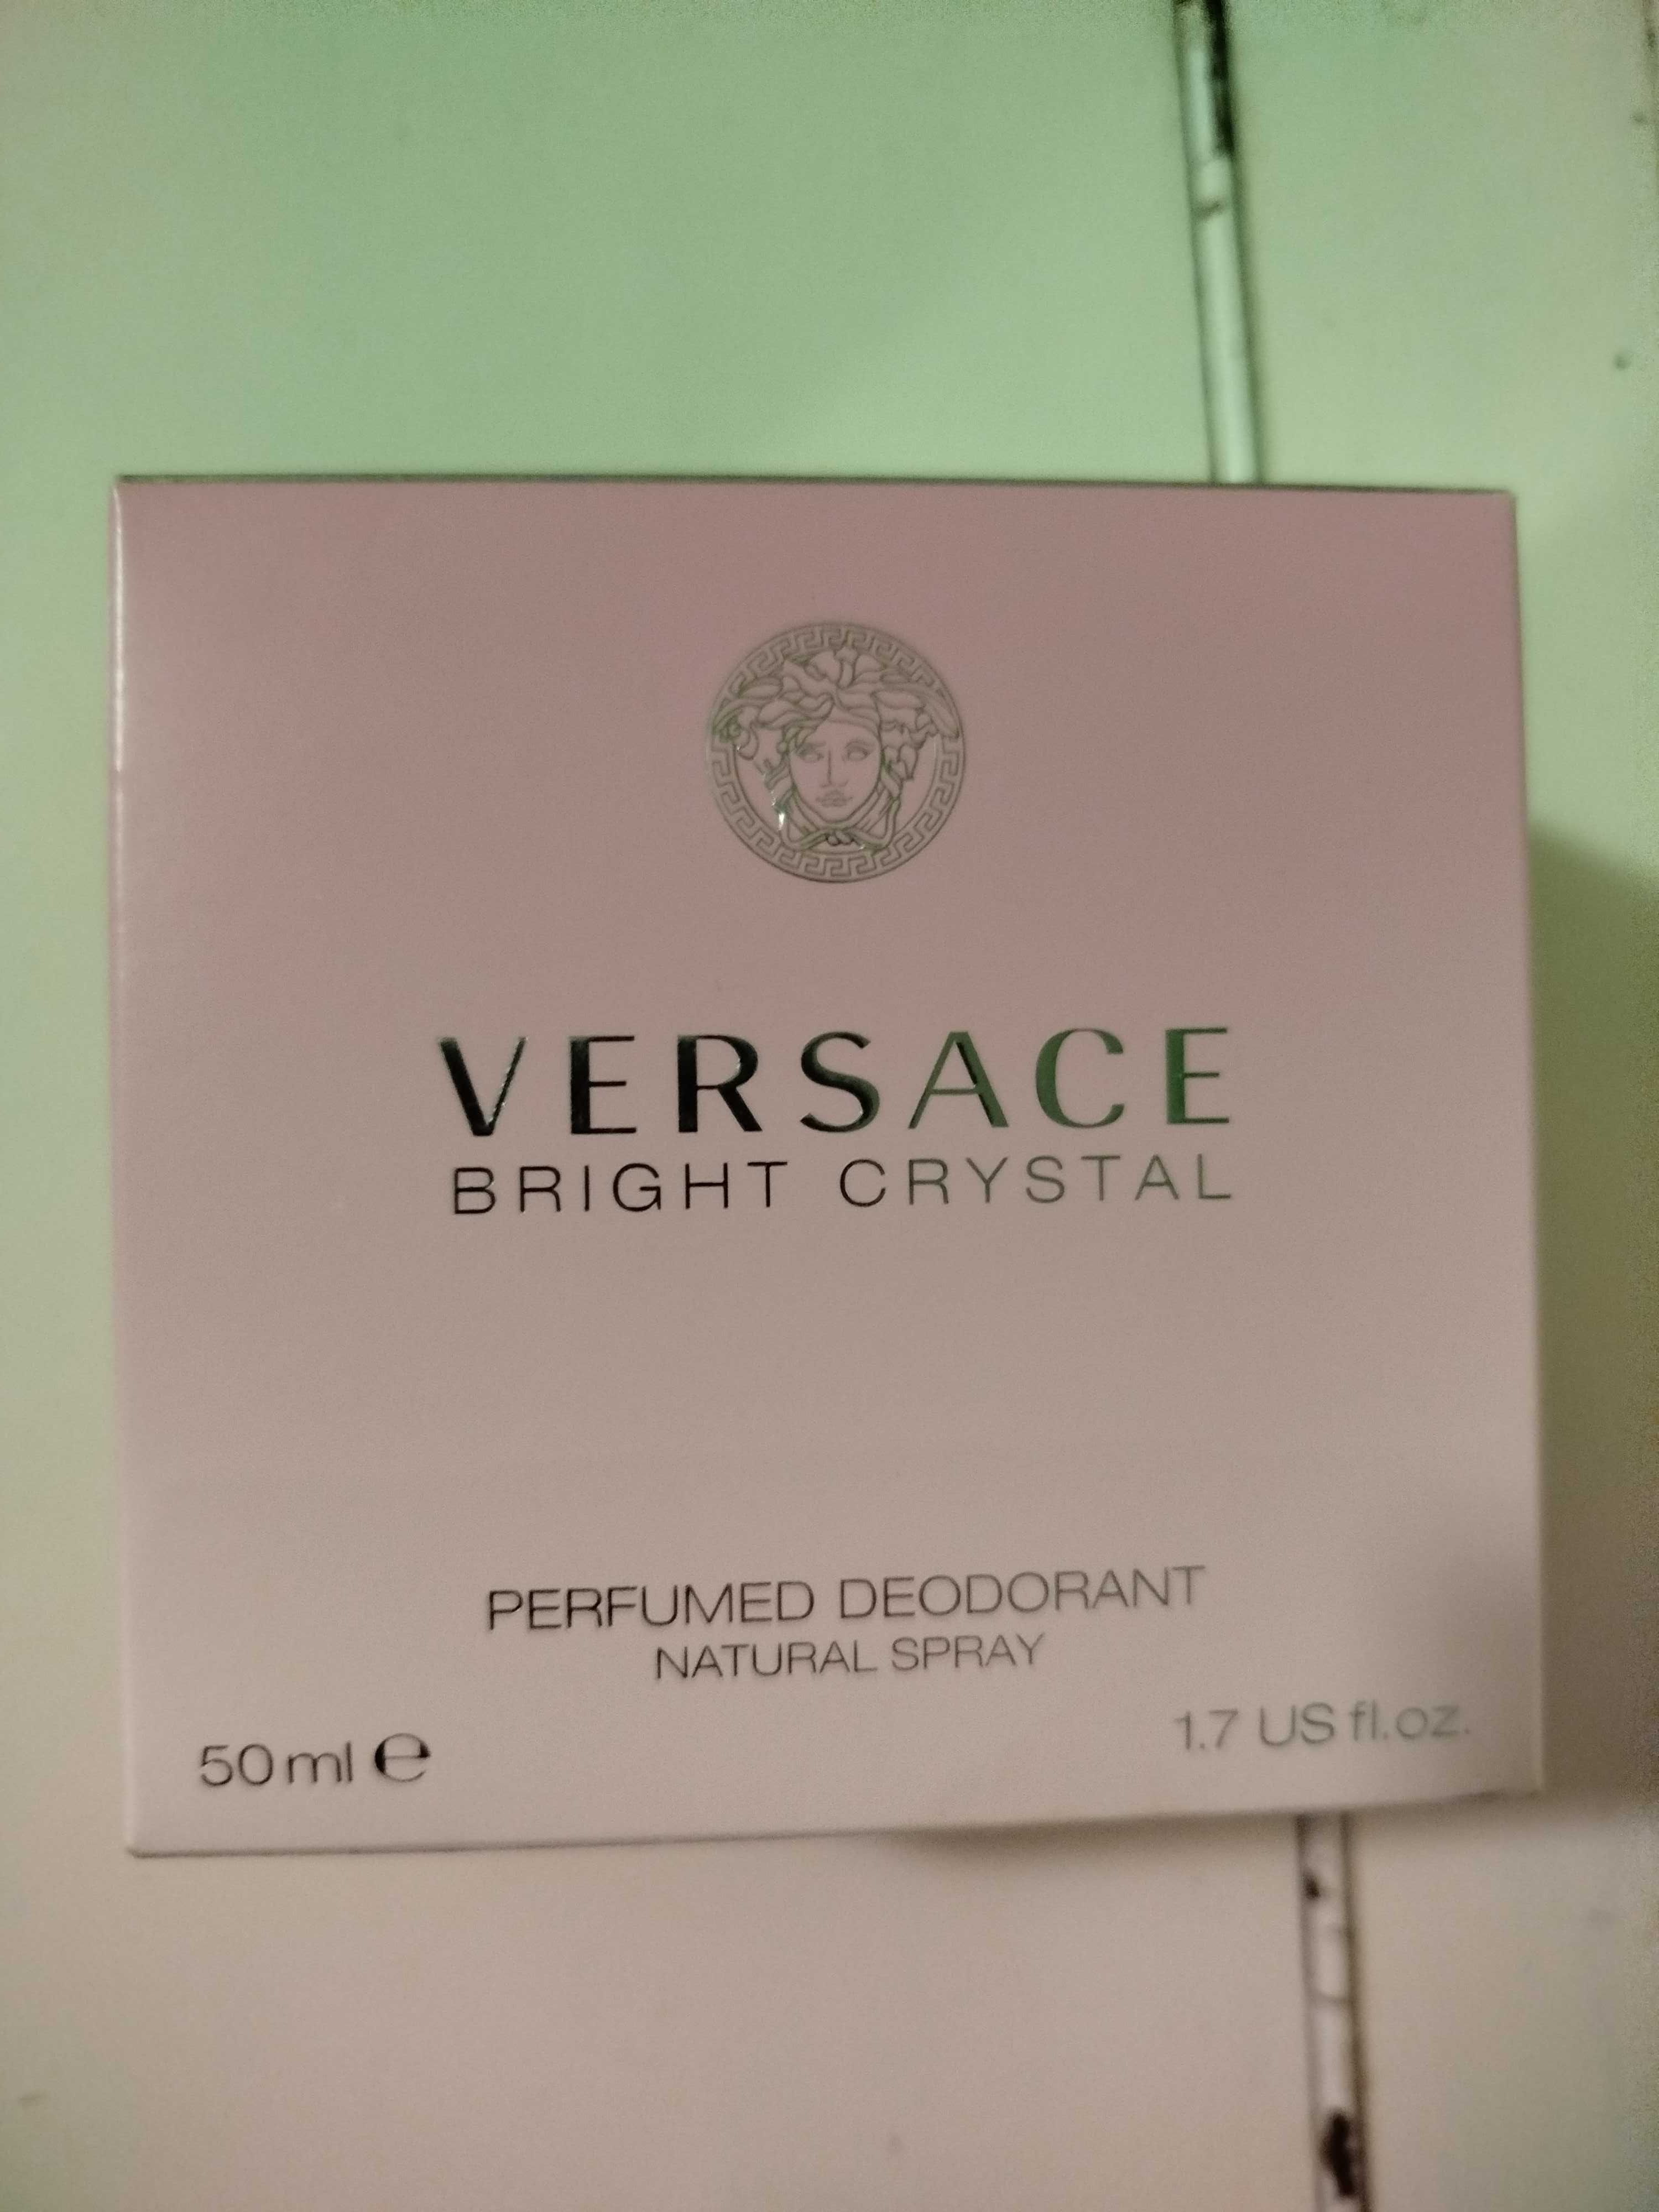 VERSACE
BRIGHT CRYSTAL
PERFUMED DEODORANT
NATURAL SPRAY
50 ml ℮
1.7 US fl.oz.